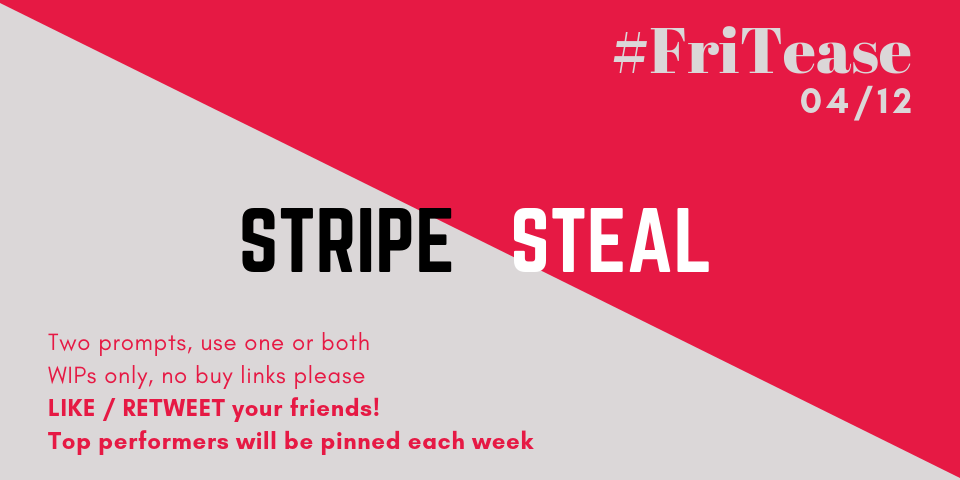 #FriTease
04/12
STRIPE STEAL
Two prompts, use one or both
WIPs only, no buy links please
LIKE / RETWEET your friends!
Top performers will be pinned each week